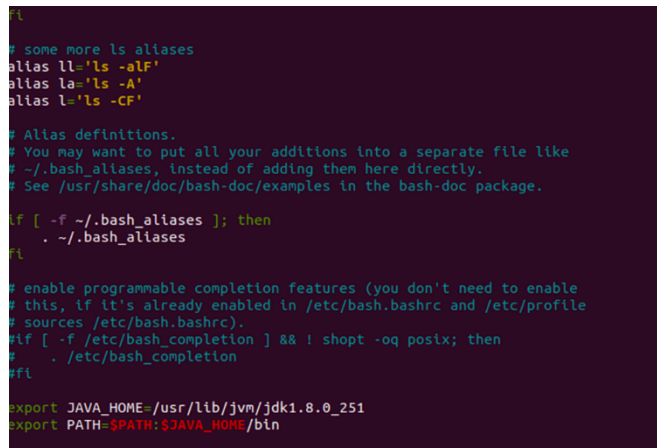 fi
# some more ls aliases
alias ll='ls -alF'
alias la='ls -A'
alias l='ls -CF'
# Alias definitions.
# You may want to put all your additions into a separate file like
# ~/.bash_aliases, instead of adding them here directly.
# See /usr/share/doc/bash-doc/examples in the bash-doc package.
if [ -f ~/.bash_aliases ]; then
    . ~/.bash_aliases
fi
# enable programmable completion features (you don't need to enable
# this, if it's already enabled in /etc/bash.bashrc and /etc/profile
# sources /etc/bash.bashrc).
#if [ -f /etc/bash_completion ] && ! shopt -oq posix; then
#    . /etc/bash_completion
#fi
export JAVA_HOME=/usr/lib/jvm/jdk1.8.0_251
export PATH=$PATH:$JAVA_HOME/bin